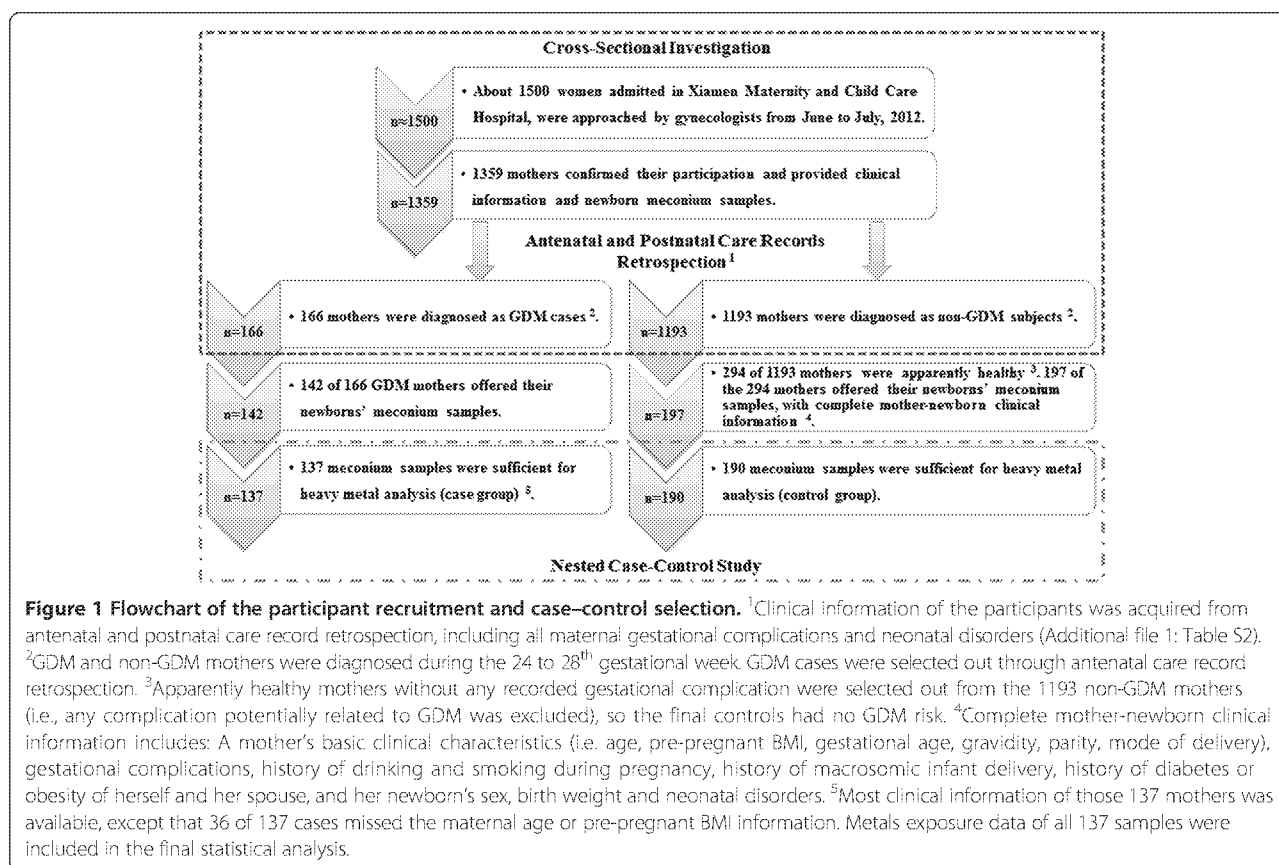 Cross-Sectional Investigation
n≈1500
• About 1500 women admitted in Xiamen Maternity and Child Care
Hospital, were approached by gynecologists from June to July, 2012.
n=1359
• 1359 mothers confirmed their participation and provided clinical
information and newborn meconium samples.
Antenatal and Postnatal Care Records
Retrospection 1
n=166
• 166 mothers were diagnosed as GDM cases 2.
n=1193
• 1193 mothers were diagnosed as non-GDM subjects 2.
n=142
• 142 of 166 GDM mothers offered their
newborns' meconium samples.
n=197
• 294 of 1193 mothers were apparently healthy 3. 197 of
the 294 mothers offered their newborns' meconium
samples, with complete mother-newborn clinical
information 4.
n=137
• 137 meconium samples were sufficient for
heavy metal analysis (case group) 5.
n=190
• 190 meconium samples were sufficient for heavy metal
analysis (control group).
Nested Case-Control Study
Figure 1 Flowchart of the participant recruitment and case–control selection. 1Clinical information of the participants was acquired from
antenatal and postnatal care record retrospection, including all maternal gestational complications and neonatal disorders (Additional file 1: Table S2).
2GDM and non-GDM mothers were diagnosed during the 24 to 28th gestational week. GDM cases were selected out through antenatal care record
retrospection. 3Apparently healthy mothers without any recorded gestational complication were selected out from the 1193 non-GDM mothers
(i.e., any complication potentially related to GDM was excluded), so the final controls had no GDM risk. 4Complete mother-newborn clinical
information includes: A mother's basic clinical characteristics (i.e. age, pre-pregnant BMI, gestational age, gravidity, parity, mode of delivery),
gestational complications, history of drinking and smoking during pregnancy, history of macrosomic infant delivery, history of diabetes or
obesity of herself and her spouse, and her newborn's sex, birth weight and neonatal disorders. 5Most clinical information of those 137 mothers was
available, except that 36 of 137 cases missed the maternal age or pre-pregnant BMI information. Metals exposure data of all 137 samples were
included in the final statistical analysis.